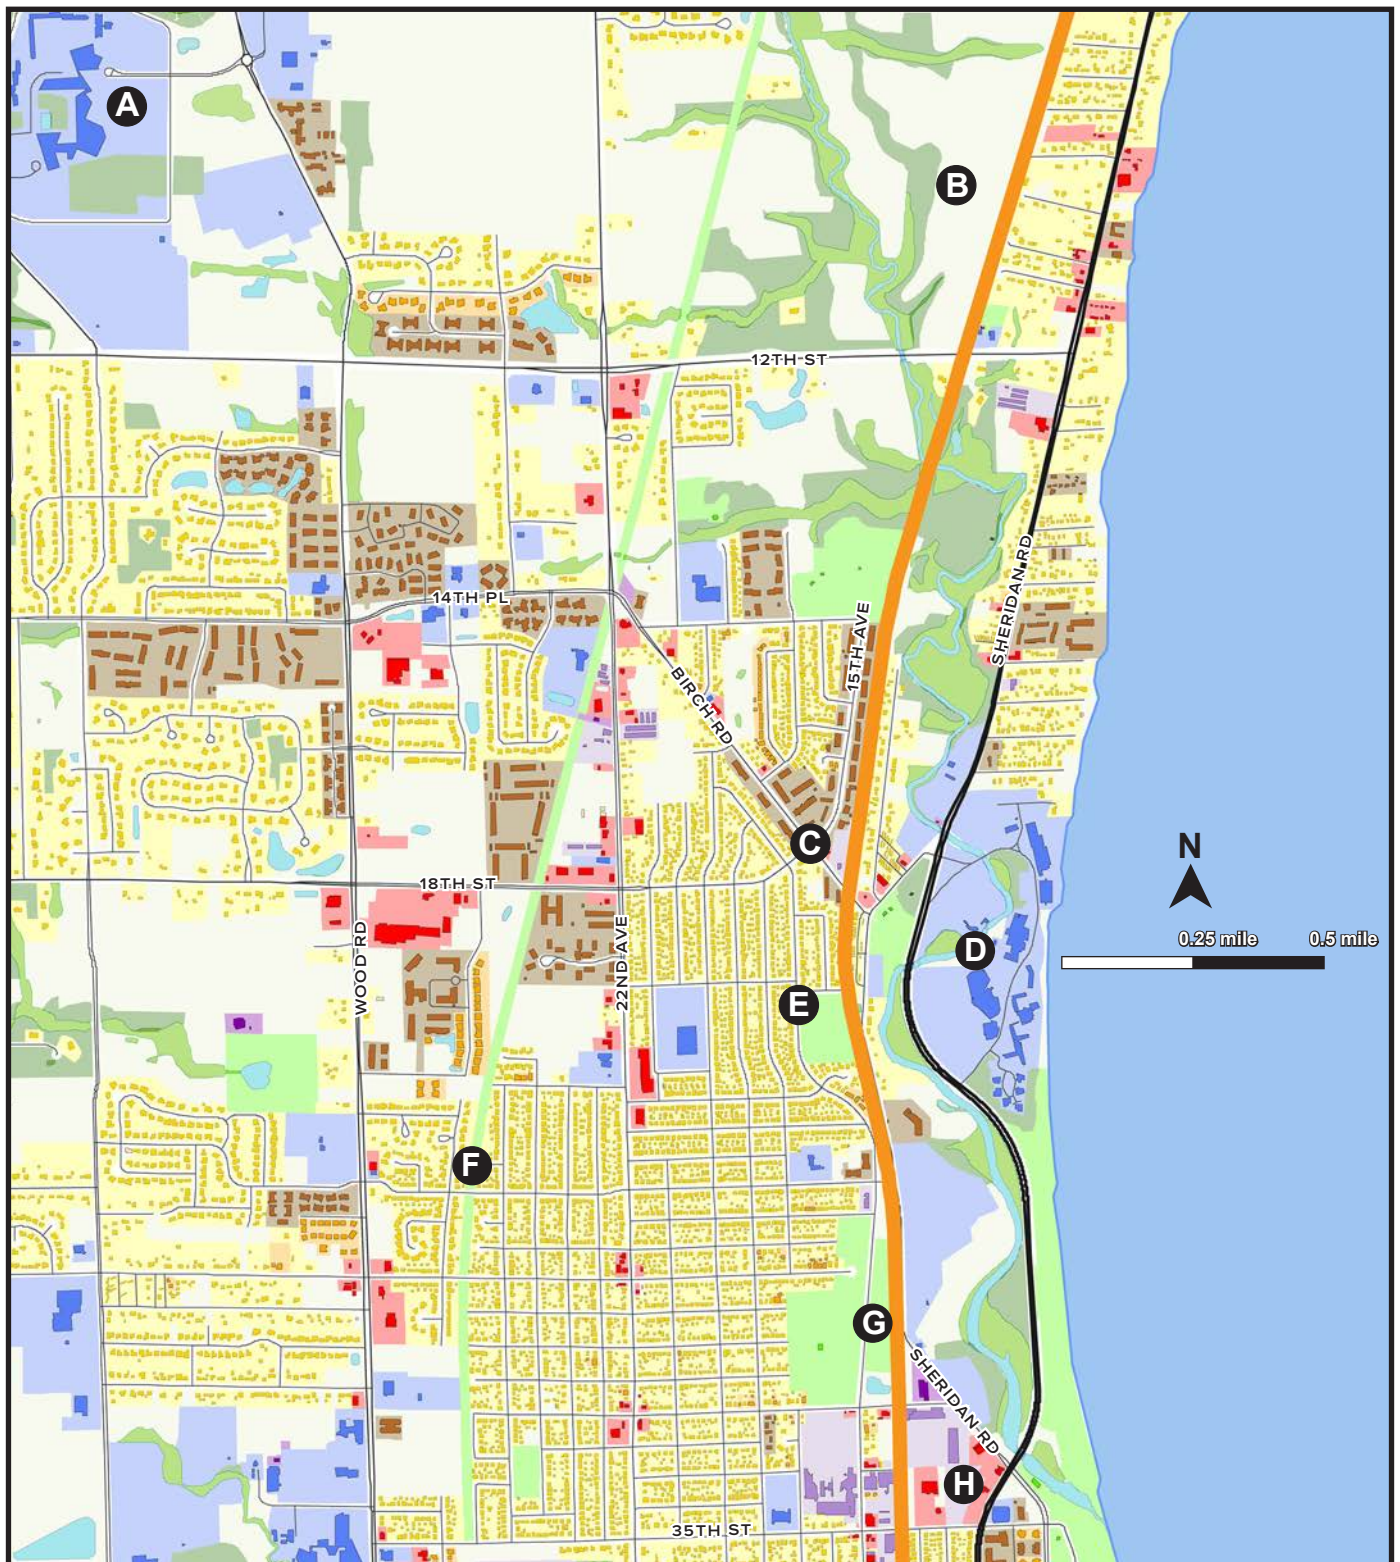 A
B
12TH ST
14TH PL
SHERIDAN RD
15TH AVE
BIRCH RD
C
N
18TH ST
0.25 mile 0.5 mile
WOOD RD
22ND AVE
D
E
F
G
SHERIDAN RD
H
35TH ST